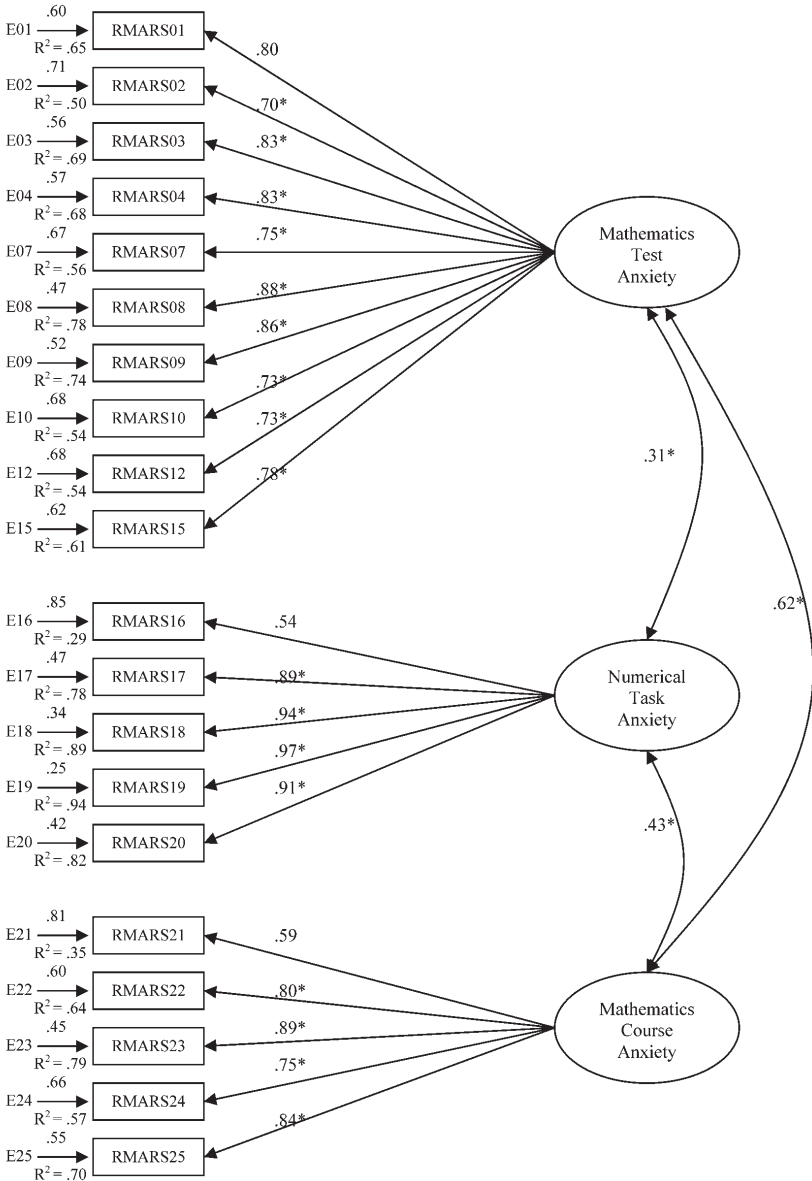 .60
E01 RMARS01 .80
R² = .65
.71
E02 RMARS02 .70*
R² = .50
.56
E03 RMARS03 .83*
R² = .69
.57
E04 RMARS04 .83*
R² = .68
.67
E07 RMARS07 .75*
R² = .56
.47
E08 RMARS08 .88*
R² = .78
.52
E09 RMARS09 .86*
R² = .74
.68
E10 RMARS10 .73*
R² = .54
.68
E12 RMARS12 .73*
R² = .54
.62
E15 RMARS15 .78*
R² = .61
Mathematics
Test
Anxiety
.31*
.62*
.85
E16 RMARS16 .54
R² = .29
.47
E17 RMARS17 .89*
R² = .78
.34
E18 RMARS18 .94*
R² = .89
.25
E19 RMARS19 .97*
R² = .94
.42
E20 RMARS20 .91*
R² = .82
Numerical
Task
Anxiety
.43*
.81
E21 RMARS21 .59
R² = .35
.60
E22 RMARS22 .80*
R² = .64
.45
E23 RMARS23 .89*
R² = .79
.66
E24 RMARS24 .75*
R² = .57
.55
E25 RMARS25 .84*
R² = .70
Mathematics
Course
Anxiety